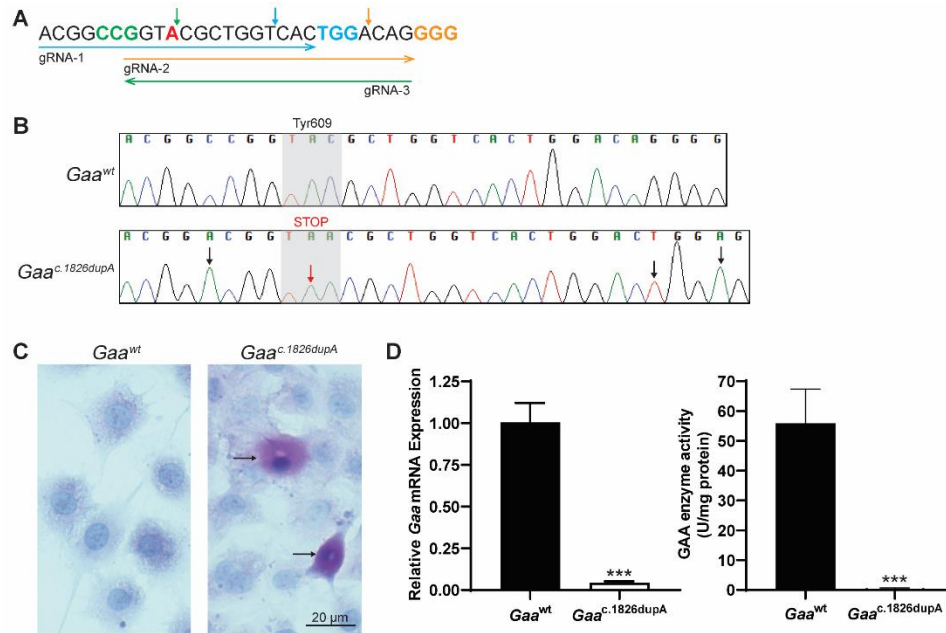 A
ACGGCCGGTACGCTGGTCACTGGACAGGGG
gRNA-1
gRNA-2
gRNA-3
B
Tyr609
A C G G C C G G T A C G C T G G T C A C T G G A C A G G G G
Gaa^wt
STOP
A C G G A C G G T A A C G C T G G T C A C T G G A C T G G A G
Gaa^c.1826dupA
C
Gaa^wt
Gaa^c.1826dupA
20 μm
D
Relative Gaa mRNA Expression
1.25
1.00
0.75
0.50
0.25
0.00
***
Gaa^wt
Gaa^c.1826dupA
GAA enzyme activity
(U/mg protein)
70
60
50
40
30
20
10
0
***
Gaa^wt
Gaa^c.1826dupA